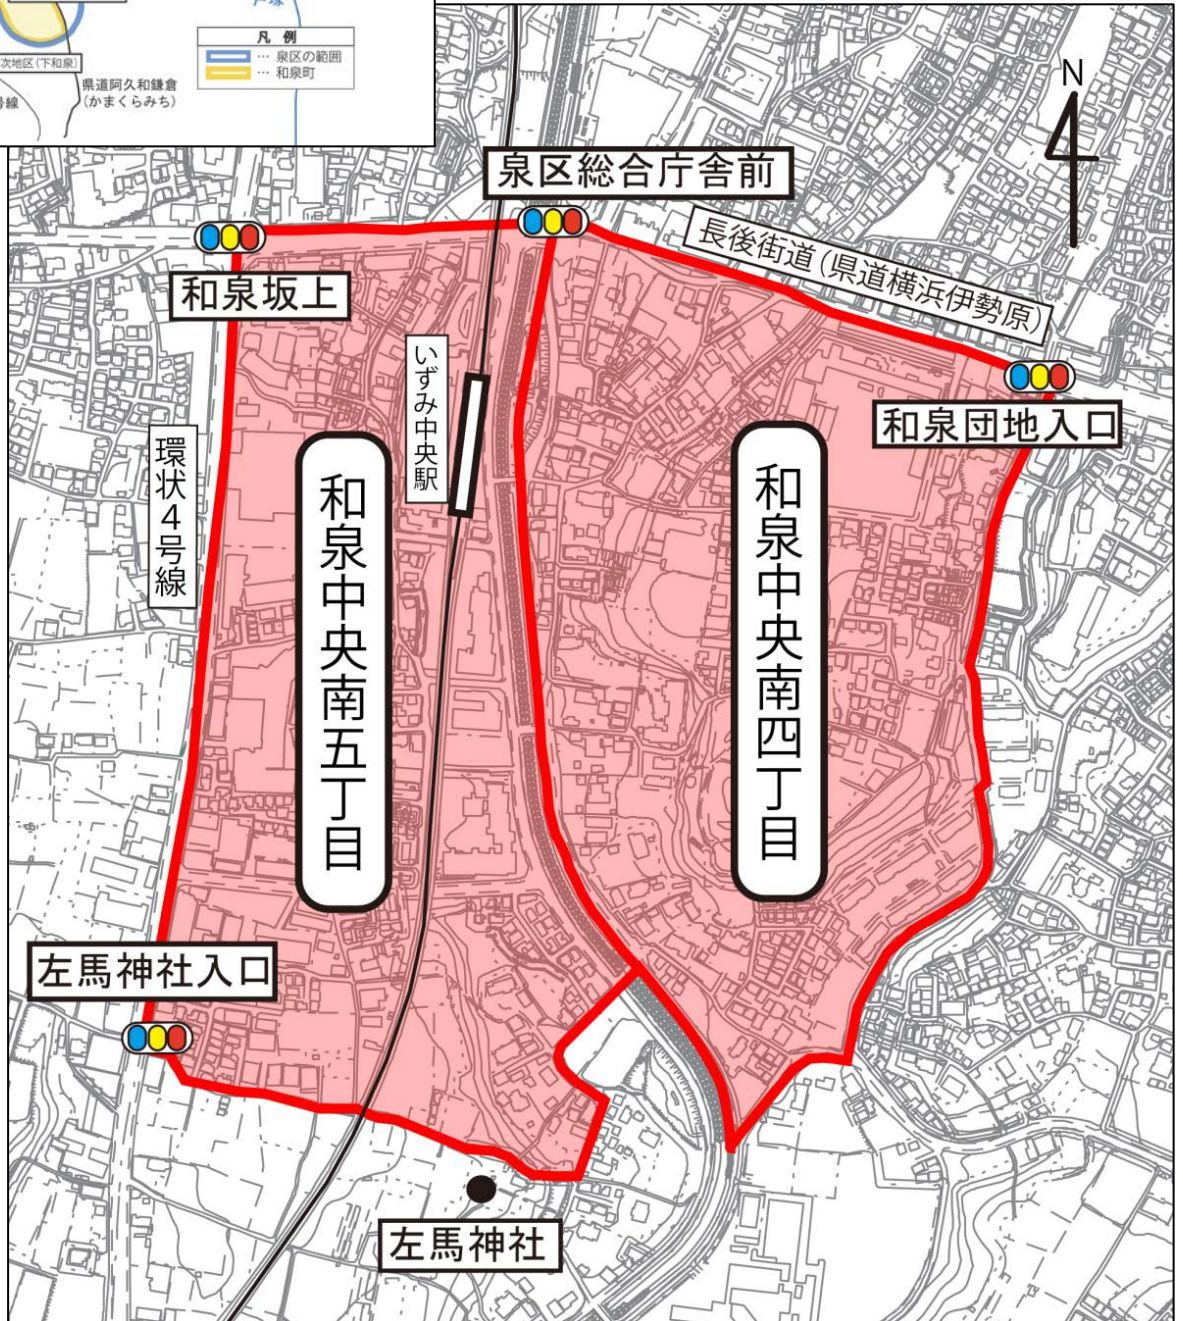 戸塚
凡 例
… 泉区の範囲
… 和泉町
次地区(下和泉)
県道阿久和鎌倉
(かまくらみち)
号線
N
泉区総合庁舎前
長後街道(県道横浜伊勢原)
和泉坂上
いずみ中央駅
和泉団地入口
環状4号線
和泉中央南五丁目
和泉中央南四丁目
左馬神社入口
左馬神社